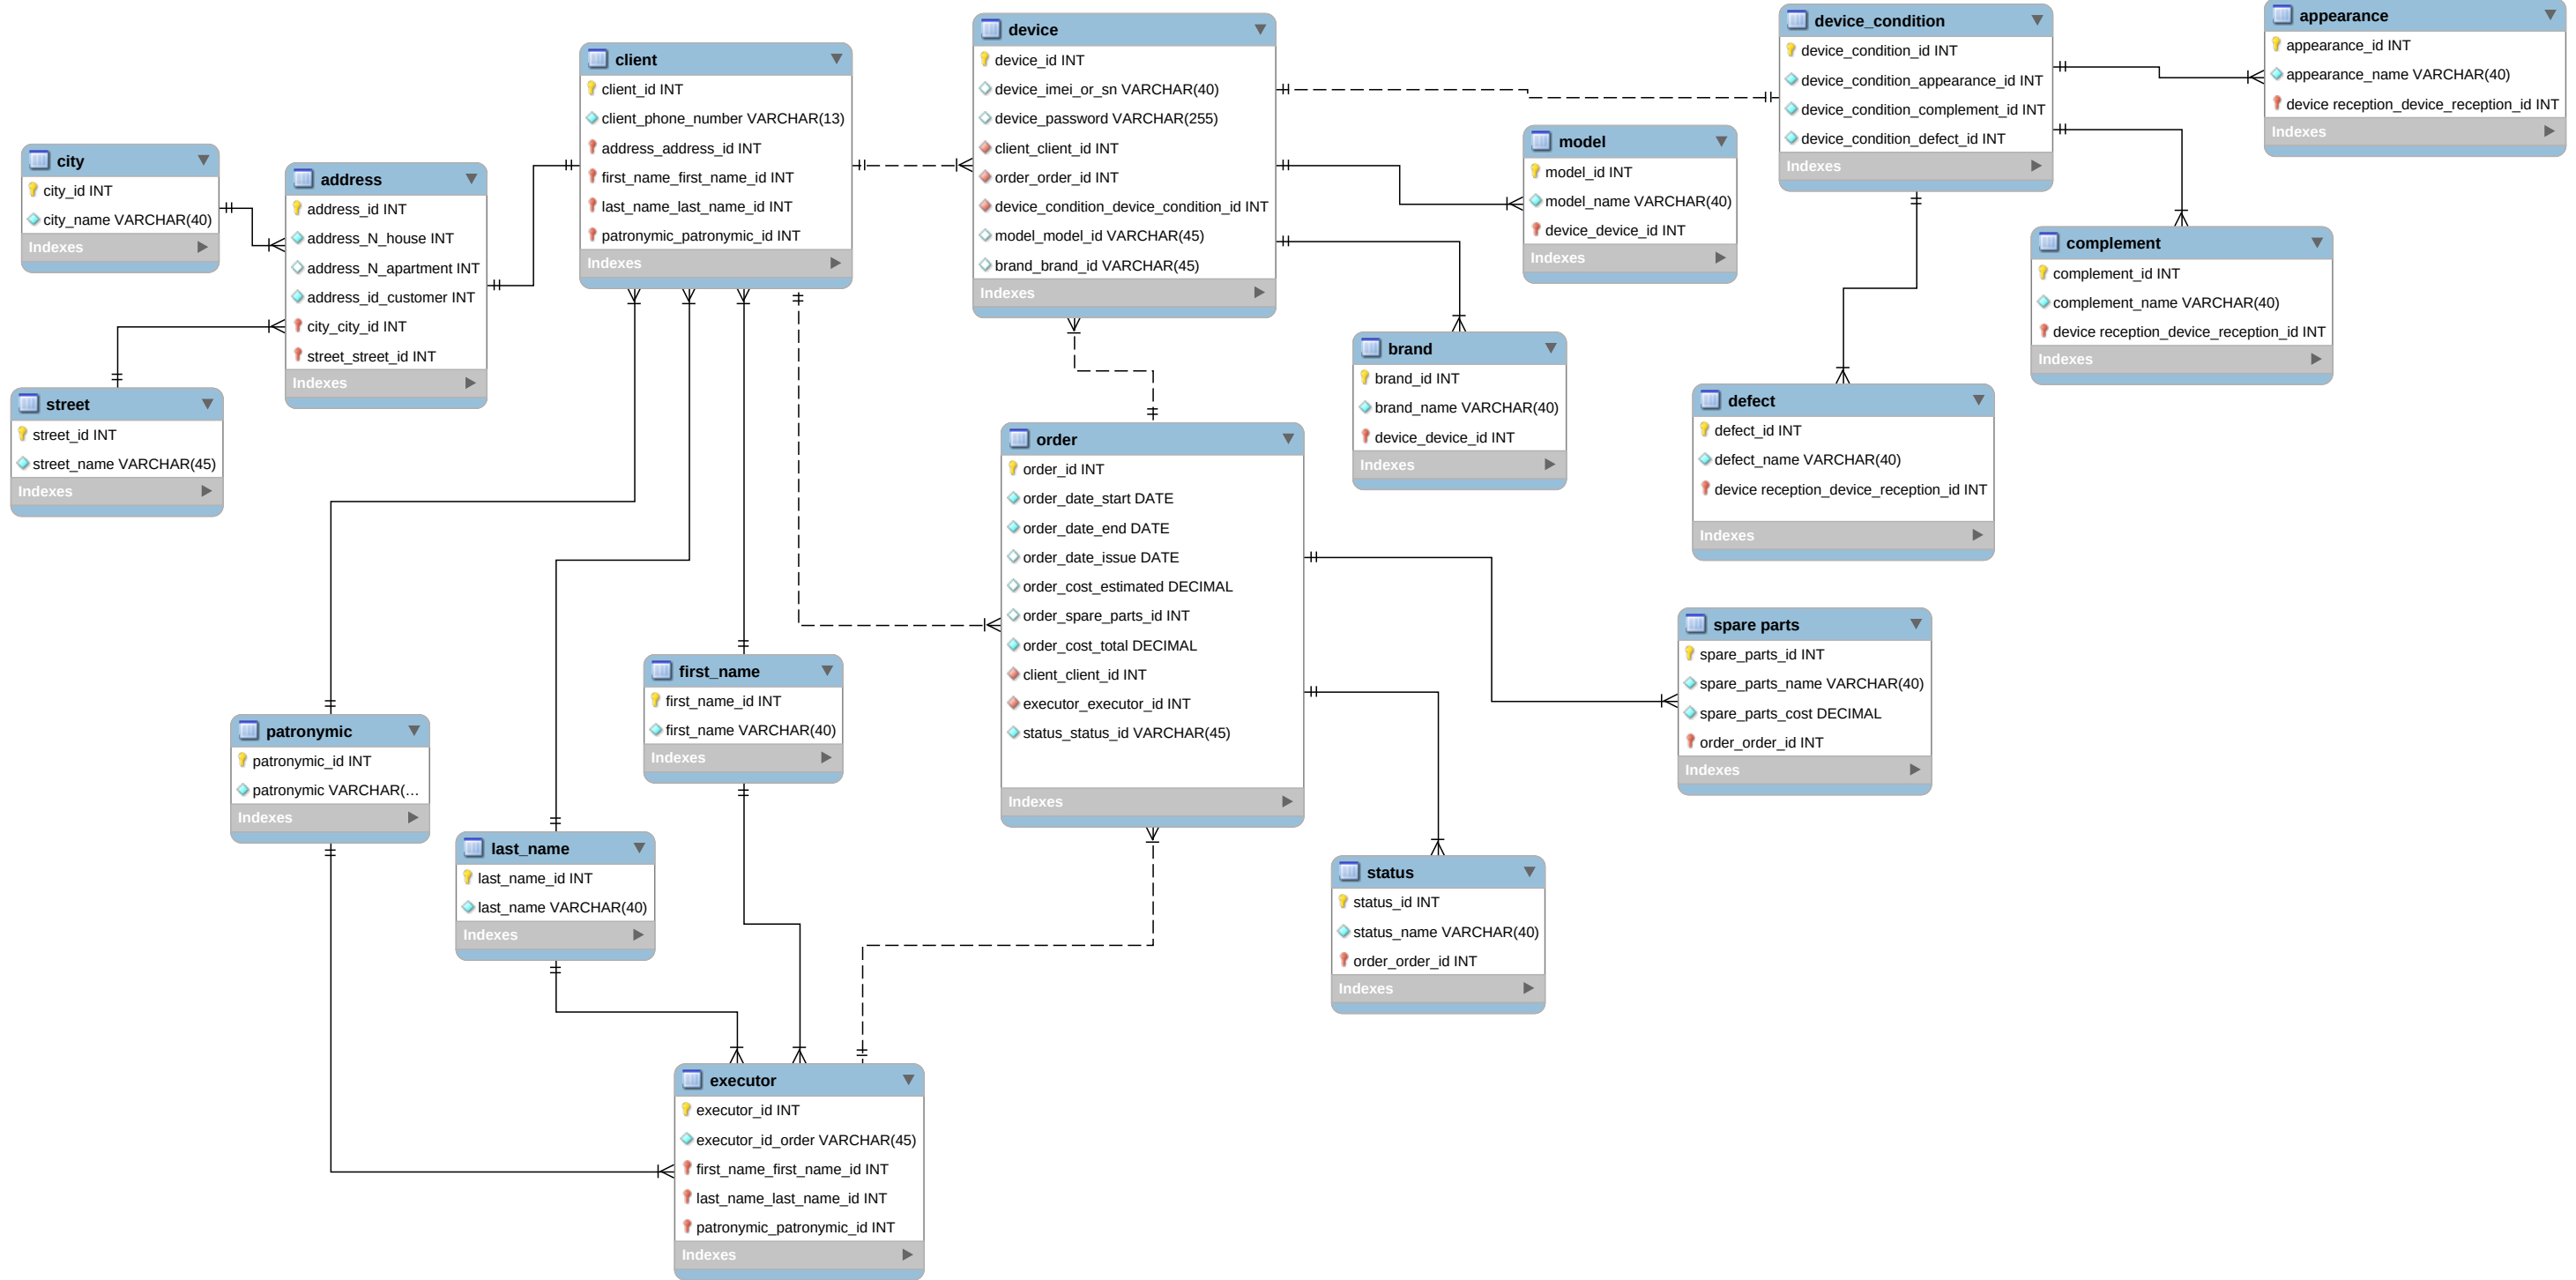 city
city_id INT
city_name VARCHAR(40)
Indexes
street
street_id INT
street_name VARCHAR(45)
Indexes
address
address_id INT
address_N_house INT
address_N_apartment INT
address_id_customer INT
city_city_id INT
street_street_id INT
Indexes
client
client_id INT
client_phone_number VARCHAR(13)
address_address_id INT
first_name_first_name_id INT
last_name_last_name_id INT
patronymic_patronymic_id INT
Indexes
device
device_id INT
device_imei_or_sn VARCHAR(40)
device_password VARCHAR(255)
client_client_id INT
order_order_id INT
device_condition_device_condition_id INT
model_model_id VARCHAR(45)
brand_brand_id VARCHAR(45)
Indexes
model
model_id INT
model_name VARCHAR(40)
device_device_id INT
Indexes
brand
brand_id INT
brand_name VARCHAR(40)
device_device_id INT
Indexes
device_condition
device_condition_id INT
device_condition_appearance_id INT
device_condition_complement_id INT
device_condition_defect_id INT
Indexes
appearance
appearance_id INT
appearance_name VARCHAR(40)
device reception_device_reception_id INT
Indexes
complement
complement_id INT
complement_name VARCHAR(40)
device reception_device_reception_id INT
Indexes
defect
defect_id INT
defect_name VARCHAR(40)
device reception_device_reception_id INT
Indexes
order
order_id INT
order_date_start DATE
order_date_end DATE
order_date_issue DATE
order_cost_estimated DECIMAL
order_spare_parts_id INT
order_cost_total DECIMAL
client_client_id INT
executor_executor_id INT
status_status_id VARCHAR(45)
Indexes
spare parts
spare_parts_id INT
spare_parts_name VARCHAR(40)
spare_parts_cost DECIMAL
order_order_id INT
Indexes
status
status_id INT
status_name VARCHAR(40)
order_order_id INT
Indexes
first_name
first_name_id INT
first_name VARCHAR(40)
Indexes
patronymic
patronymic_id INT
patronymic VARCHAR(…
Indexes
last_name
last_name_id INT
last_name VARCHAR(40)
Indexes
executor
executor_id INT
executor_id_order VARCHAR(45)
first_name_first_name_id INT
last_name_last_name_id INT
patronymic_patronymic_id INT
Indexes